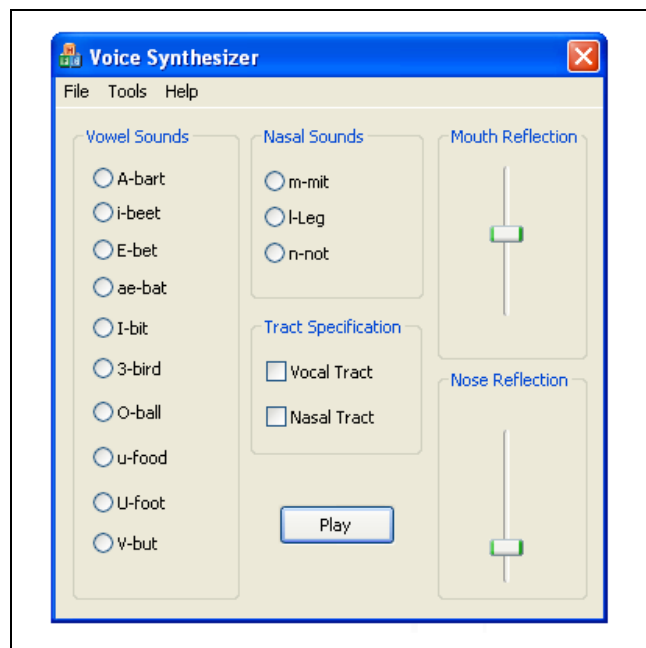 Voice Synthesizer
File Tools Help
Vowel Sounds
A-bart
i-beet
E-bet
ae-bat
I-bit
3-bird
O-ball
u-food
U-foot
V-but
Nasal Sounds
m-mit
l-Leg
n-not
Tract Specification
Vocal Tract
Nasal Tract
Play
Mouth Reflection
Nose Reflection